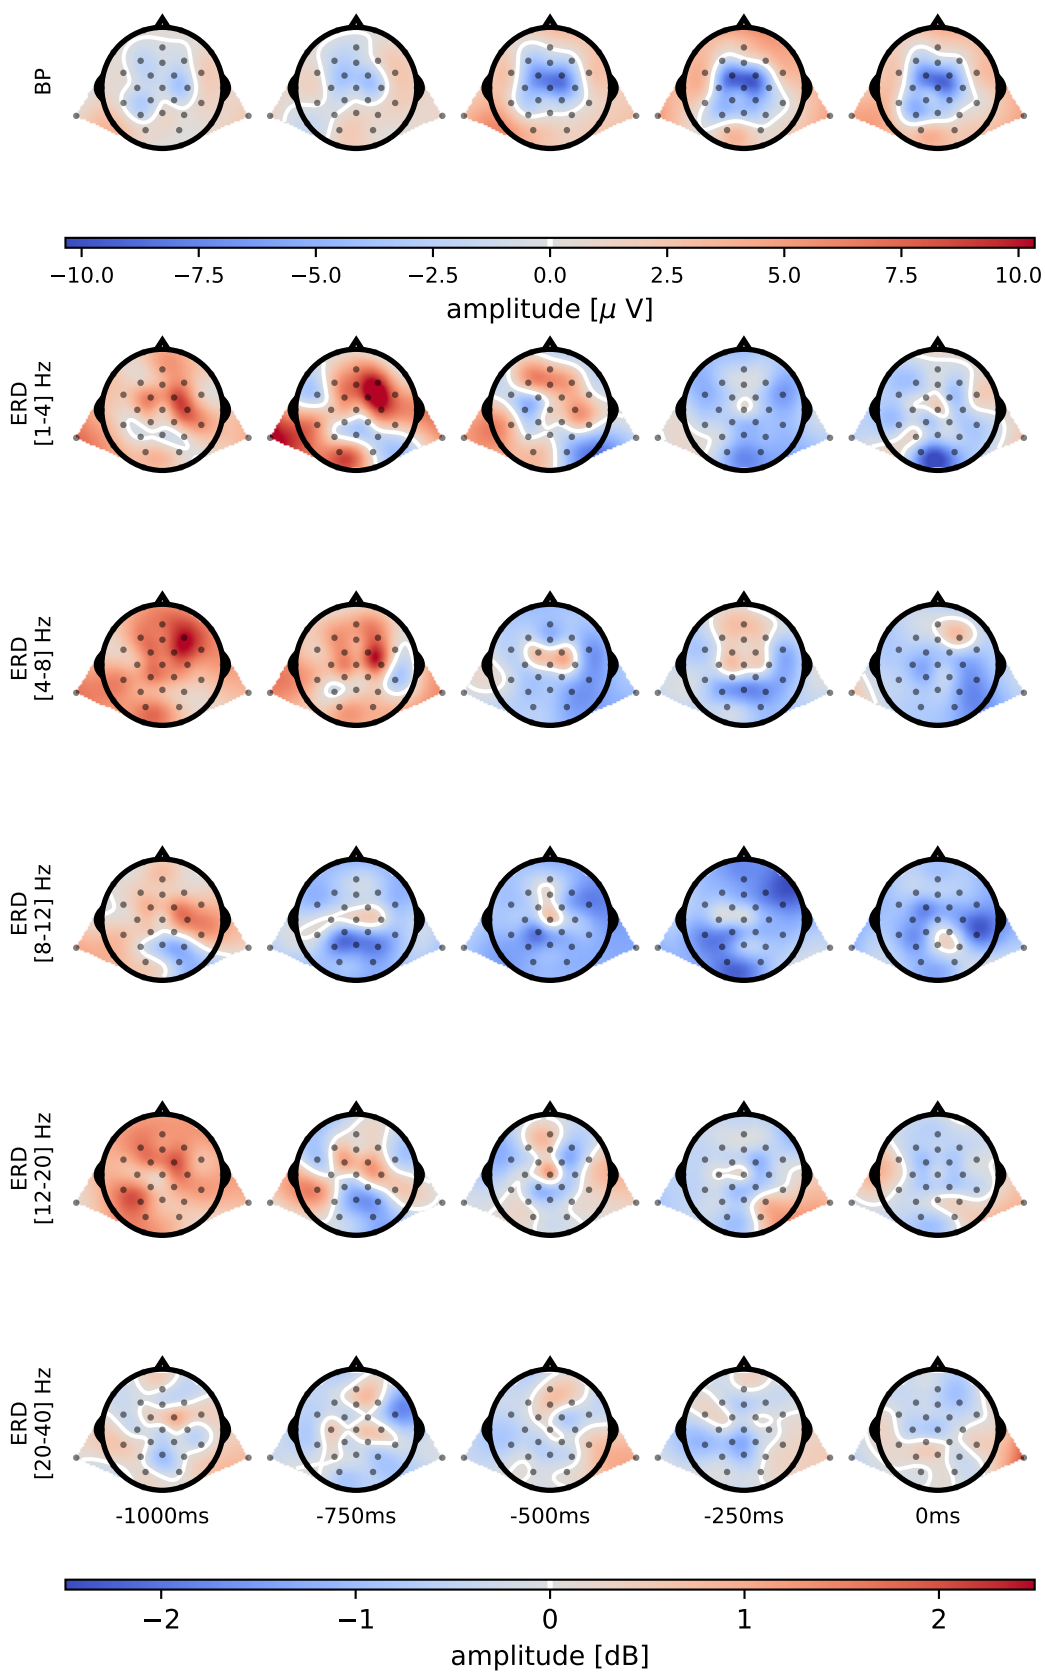 BP
−10.0 −7.5 −5.0 −2.5 0.0 2.5 5.0 7.5 10.0
amplitude [μ V]
ERD
[1-4] Hz
ERD
[4-8] Hz
ERD
[8-12] Hz
ERD
[12-20] Hz
ERD
[20-40] Hz
-1000ms -750ms -500ms -250ms 0ms
−2 −1 0 1 2
amplitude [dB]